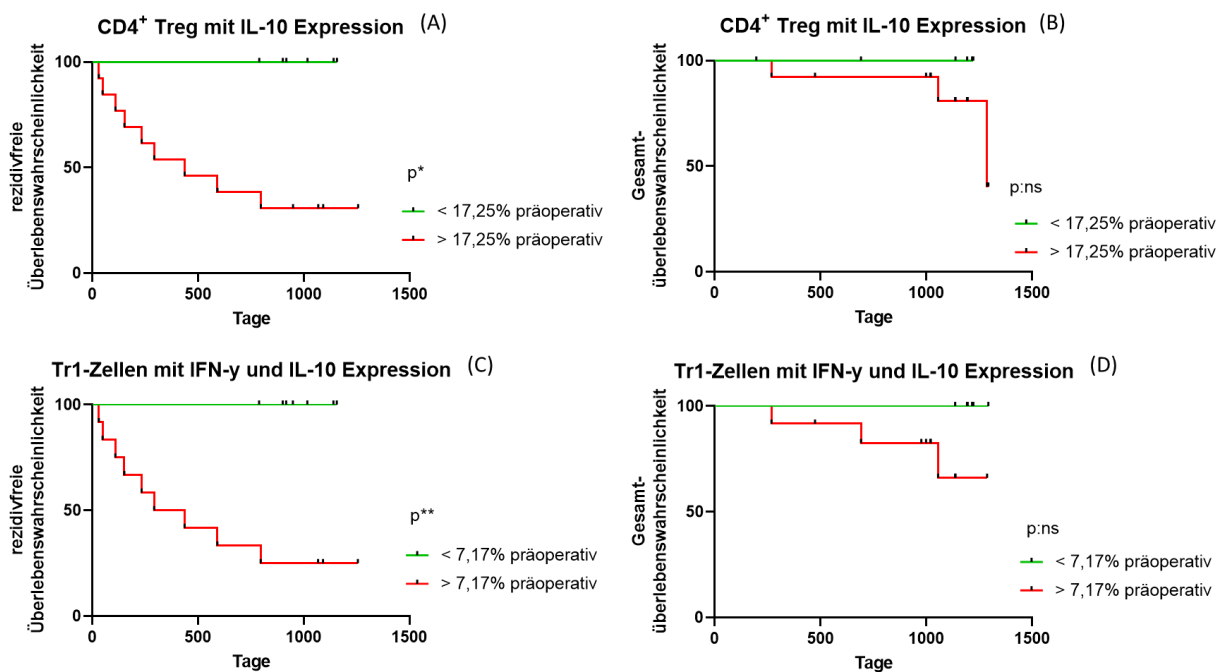 CD4+ Treg mit IL-10 Expression (A)
rezidivfreie
Überlebenswahrscheinlichkeit
100
50
0
0 500 1000 1500
Tage
p*
< 17,25% präoperativ
> 17,25% präoperativ
CD4+ Treg mit IL-10 Expression (B)
Gesamt-
überlebenswahrscheinlichkeit
100
50
0
0 500 1000 1500
Tage
p:ns
< 17,25% präoperativ
> 17,25% präoperativ
Tr1-Zellen mit IFN-y und IL-10 Expression (C)
rezidivfreie
Überlebenswahrscheinlichkeit
100
50
0
0 500 1000 1500
Tage
p**
< 7,17% präoperativ
> 7,17% präoperativ
Tr1-Zellen mit IFN-y und IL-10 Expression (D)
Gesamt-
überlebenswahrscheinlichkeit
100
50
0
0 500 1000 1500
Tage
p:ns
< 7,17% präoperativ
> 7,17% präoperativ